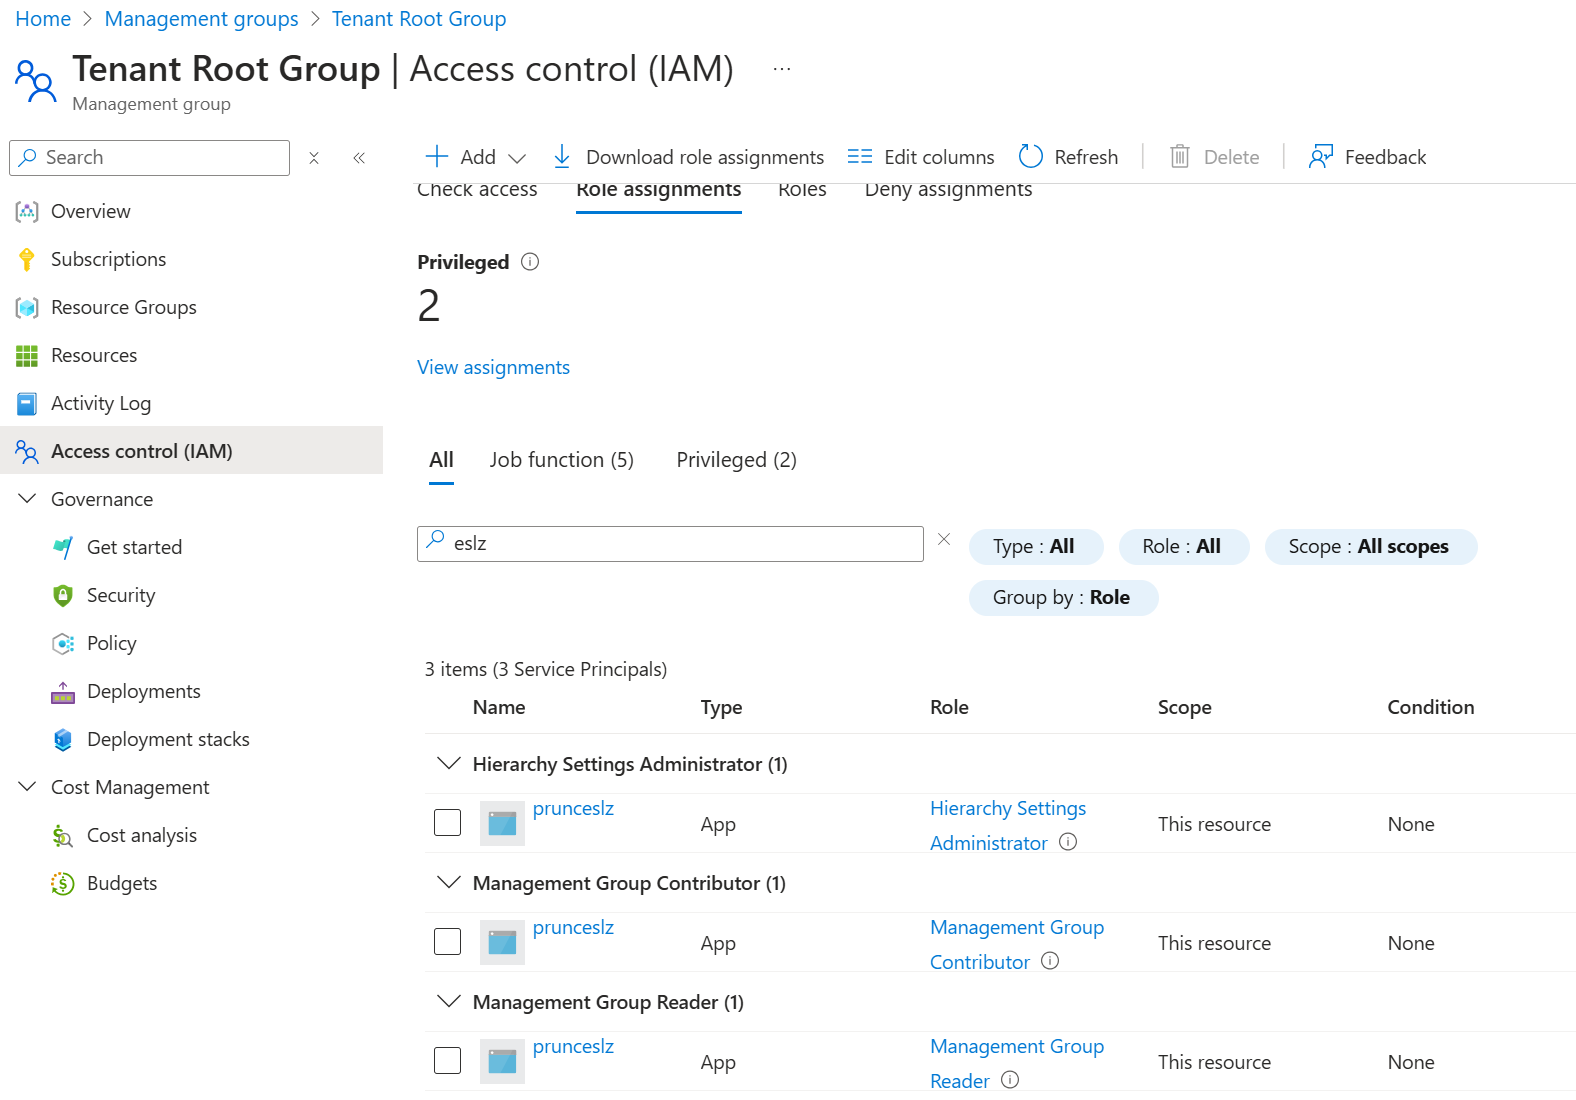 Home > Management groups > Tenant Root Group
Tenant Root Group | Access control (IAM) ...
Management group
Search
Add
Download role assignments
Edit columns
Refresh
Delete
Feedback
Check access
Role assignments
Roles
Deny assignments
Overview
Subscriptions
Resource Groups
Resources
Activity Log
Access control (IAM)
Governance
Get started
Security
Policy
Deployments
Deployment stacks
Cost Management
Cost analysis
Budgets
Privileged
2
View assignments
All
Job function (5)
Privileged (2)
eslz
Type : All
Role : All
Scope : All scopes
Group by : Role
3 items (3 Service Principals)
Name Type Role Scope Condition
Hierarchy Settings Administrator (1)
prunceslz App Hierarchy Settings Administrator This resource None
Management Group Contributor (1)
prunceslz App Management Group Contributor This resource None
Management Group Reader (1)
prunceslz App Management Group Reader This resource None